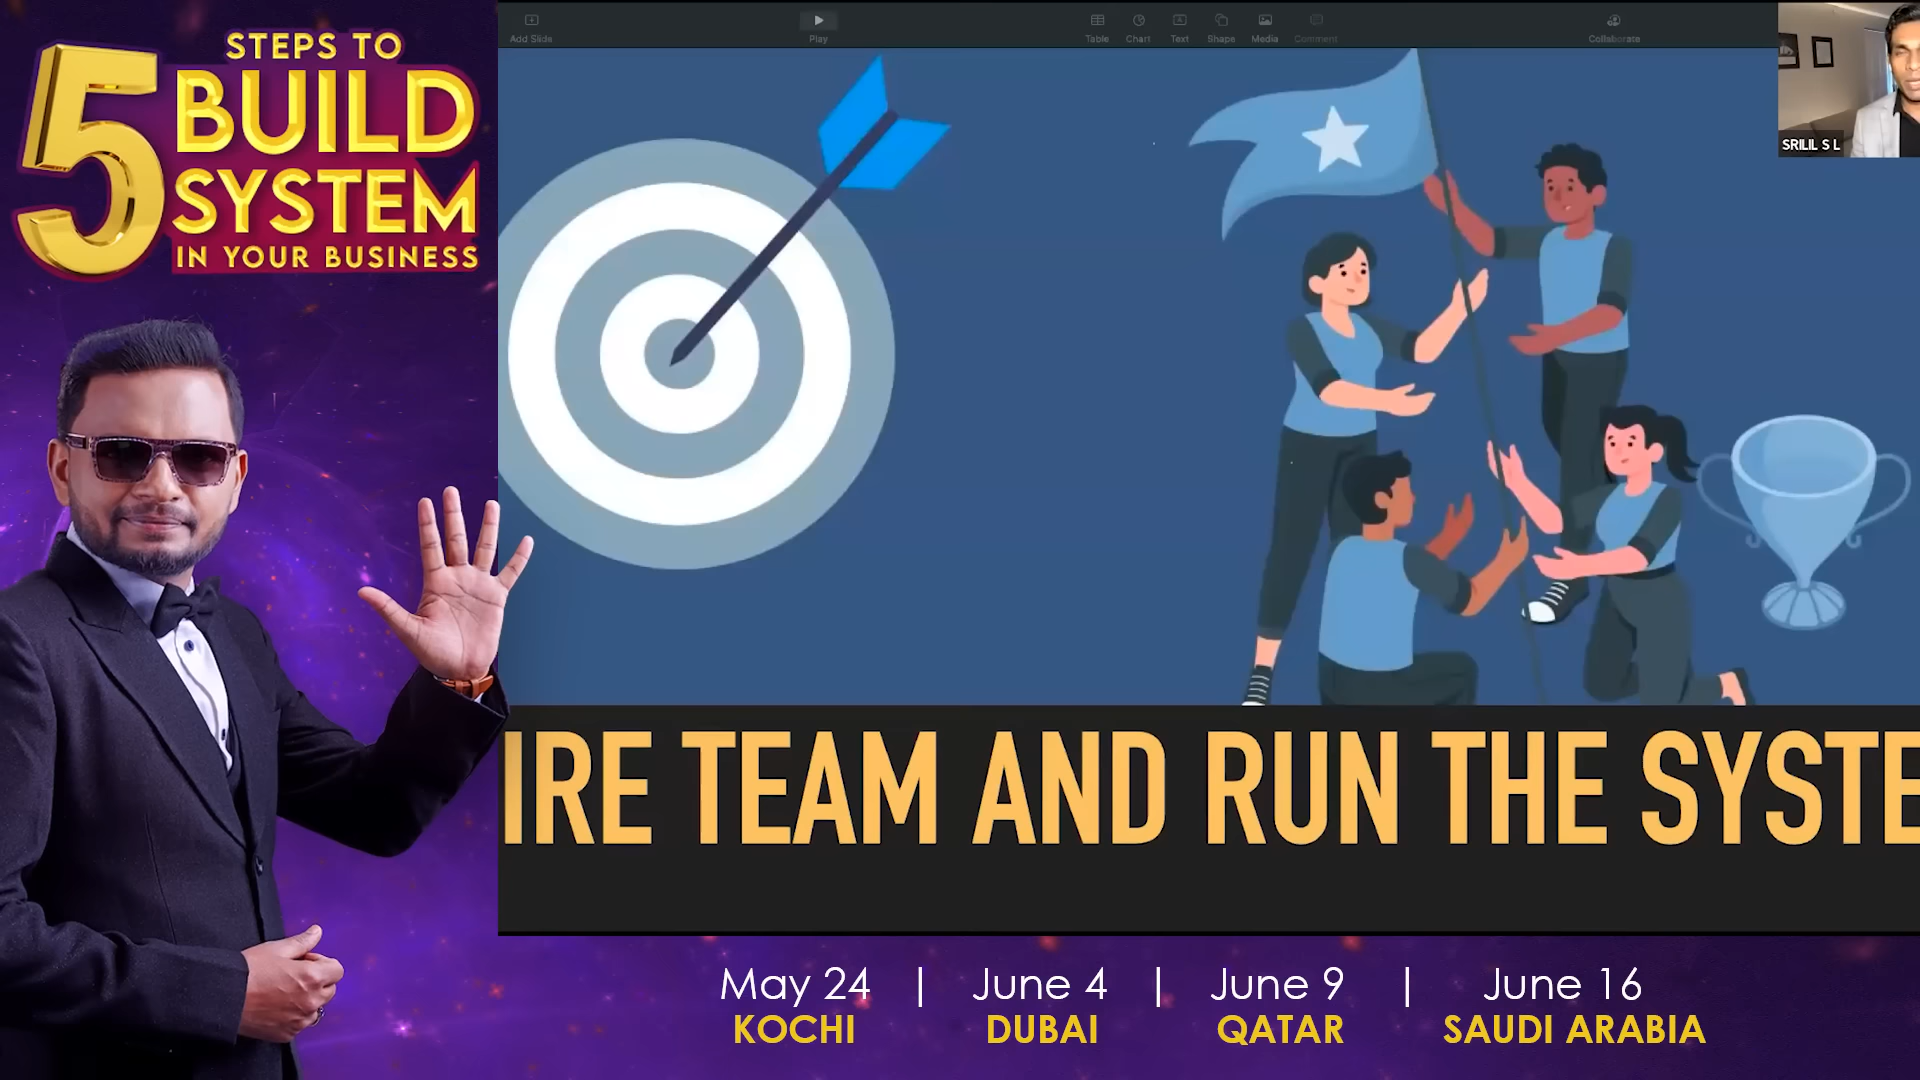 STEPS TO
5 BUILD
SYSTEM
IN YOUR BUSINESS
Add Slide
Play
Table
Chart
Text
Shape
Media
Comment
Collaborate
SRILIL S L
IRE TEAM AND RUN THE SYSTE
May 24 | June 4 | June 9 | June 16
KOCHI DUBAI QATAR SAUDI ARABIA